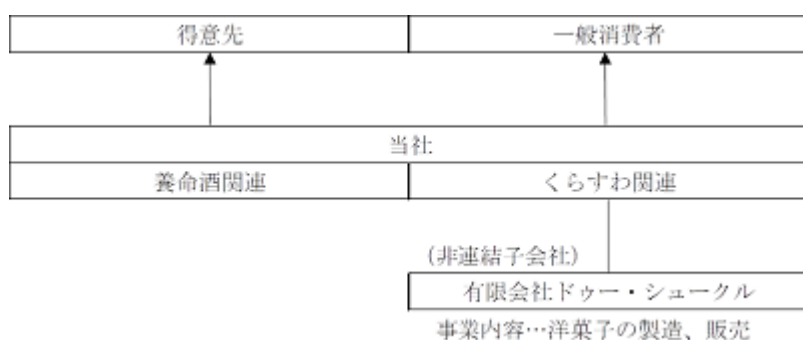 得意先 一般消費者
当社
養命酒関連 くらすわ関連
(非連結子会社)
有限会社ドゥー・シュークル
事業内容…洋菓子の製造、販売